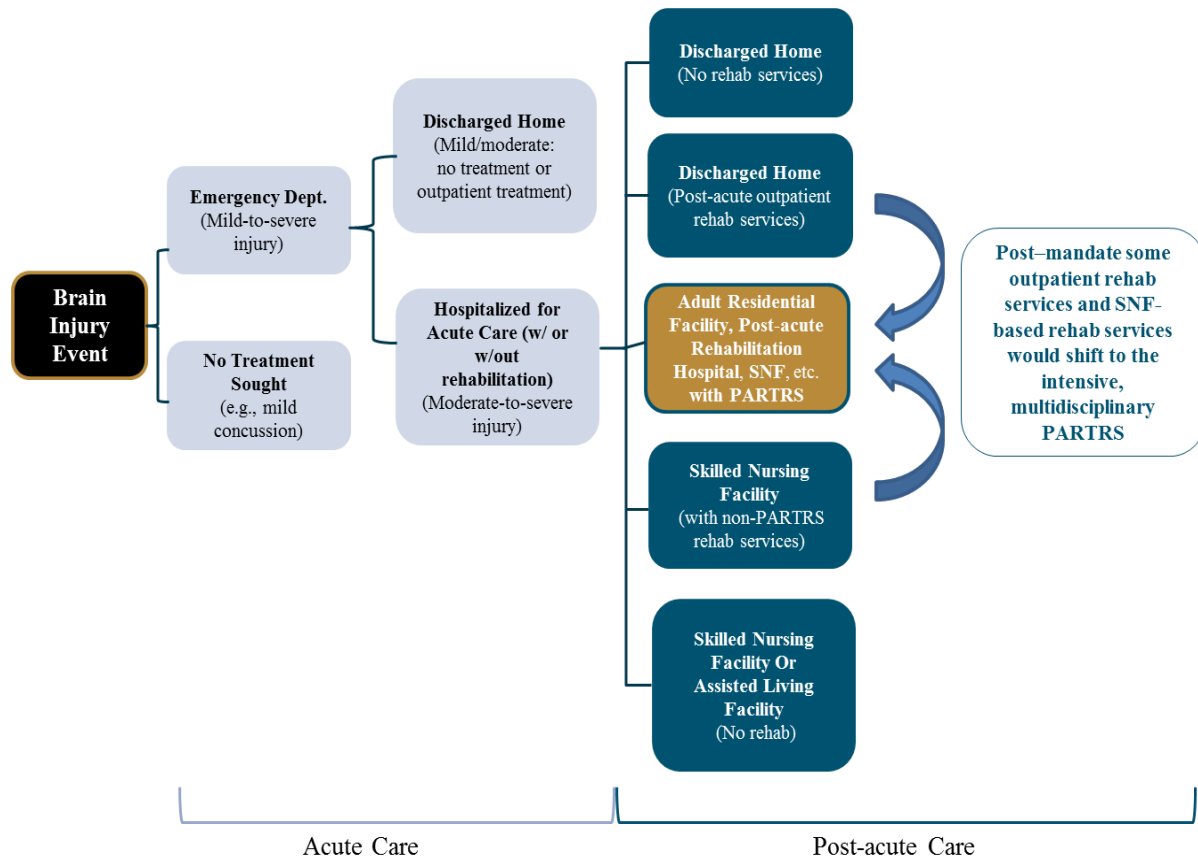 Brain
Injury
Event
Emergency Dept.
(Mild-to-severe
injury)
No Treatment
Sought
(e.g., mild
concussion)
Discharged Home
(Mild/moderate:
no treatment or
outpatient treatment)
Hospitalized for
Acute Care (w/ or
w/out
rehabilitation)
(Moderate-to-severe
injury)
Discharged Home
(No rehab services)
Discharged Home
(Post-acute outpatient
rehab services)
Adult Residential
Facility, Post-acute
Rehabilitation
Hospital, SNF, etc.
with PARTRS
Skilled Nursing
Facility
(with non-PARTRS
rehab services)
Skilled Nursing
Facility Or
Assisted Living
Facility
(No rehab)
Post–mandate some
outpatient rehab
services and SNF-
based rehab services
would shift to the
intensive,
multidisciplinary
PARTRS
Acute Care
Post-acute Care